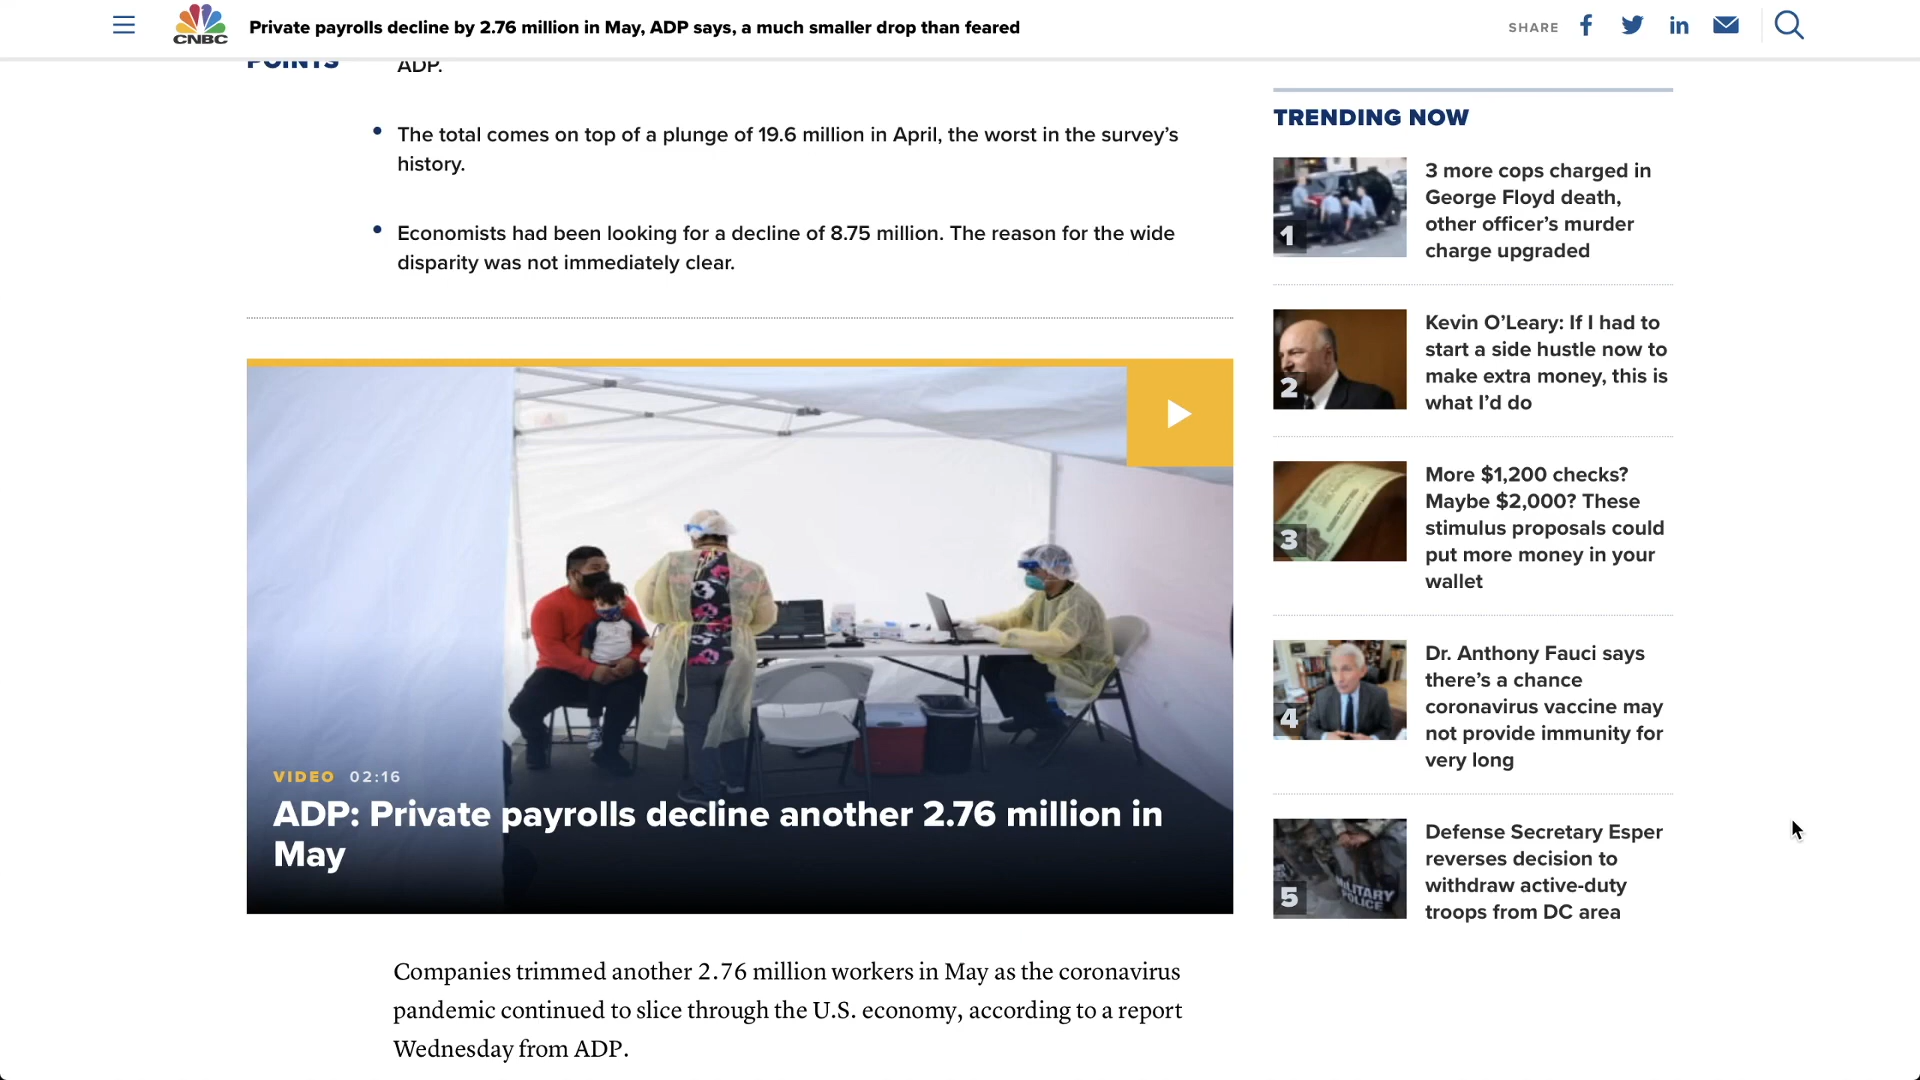 CNBC
Private payrolls decline by 2.76 million in May, ADP says, a much smaller drop than feared
SHARE
POINTS
ADP.
The total comes on top of a plunge of 19.6 million in April, the worst in the survey’s
history.
Economists had been looking for a decline of 8.75 million. The reason for the wide
disparity was not immediately clear.
VIDEO 02:16
ADP: Private payrolls decline another 2.76 million in
May
Companies trimmed another 2.76 million workers in May as the coronavirus
pandemic continued to slice through the U.S. economy, according to a report
Wednesday from ADP.
TRENDING NOW
1
3 more cops charged in
George Floyd death,
other officer’s murder
charge upgraded
2
Kevin O’Leary: If I had to
start a side hustle now to
make extra money, this is
what I’d do
3
More $1,200 checks?
Maybe $2,000? These
stimulus proposals could
put more money in your
wallet
4
Dr. Anthony Fauci says
there’s a chance
coronavirus vaccine may
not provide immunity for
very long
5
MILITARY
POLICE
Defense Secretary Esper
reverses decision to
withdraw active-duty
troops from DC area